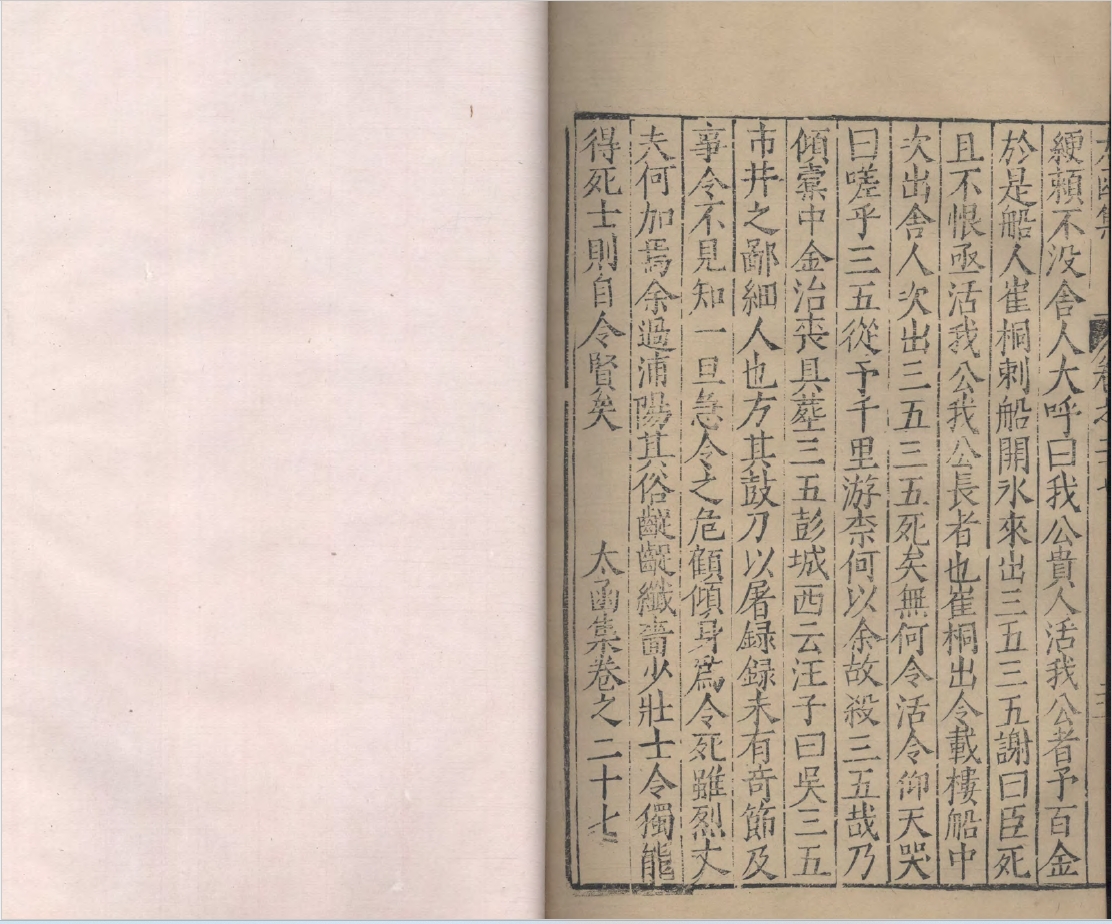 太函集 卷之二十七
綆頼不没舍人大呼曰我公貴人活我公者予百金
於是船人崔桐刺船開氷來出三五三五謝曰臣死
且不恨亟活我公我公長者也崔桐出令載樓船中
次出舍人次出三五三五死矣無何令活令仰天哭
曰嗟乎三五從予千里游柰何以余故殺三五哉乃
傾橐中金治喪具葬三五彭城西云汪子曰吳三五
市井之鄙細人也方其鼓刀以屠録録未有竒節及
事令不見知一旦急令之危顧傾身爲令死雖烈丈
夫何加焉余過浦陽其俗齷齪纖嗇少壯士令獨能
得死士則自令賢矣
太函集卷之二十七